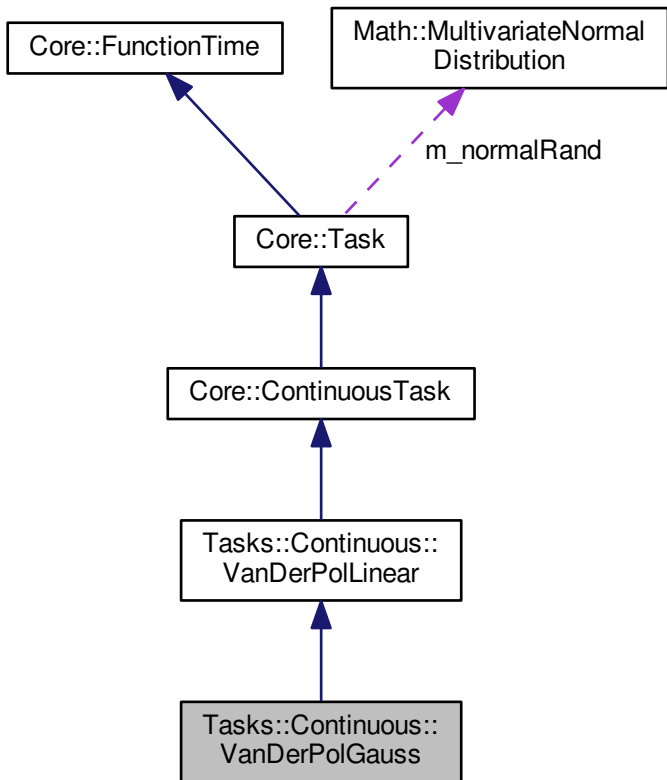 Core::FunctionTime
Math::MultivariateNormal
Distribution
m_normalRand
Core::Task
Core::ContinuousTask
Tasks::Continuous::
VanDerPolLinear
Tasks::Continuous::
VanDerPolGauss